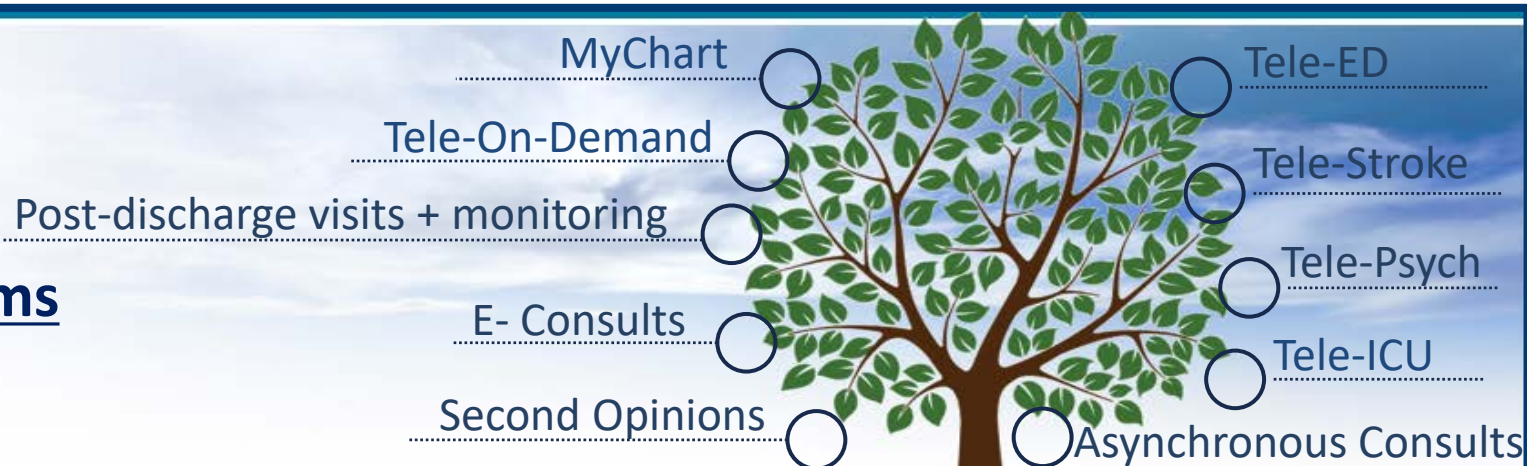 MyChart
Tele-On-Demand
Post-discharge visits + monitoring
ms
E- Consults
Second Opinions
Tele-ED
Tele-Stroke
Tele-Psych
Tele-ICU
Asynchronous Consults